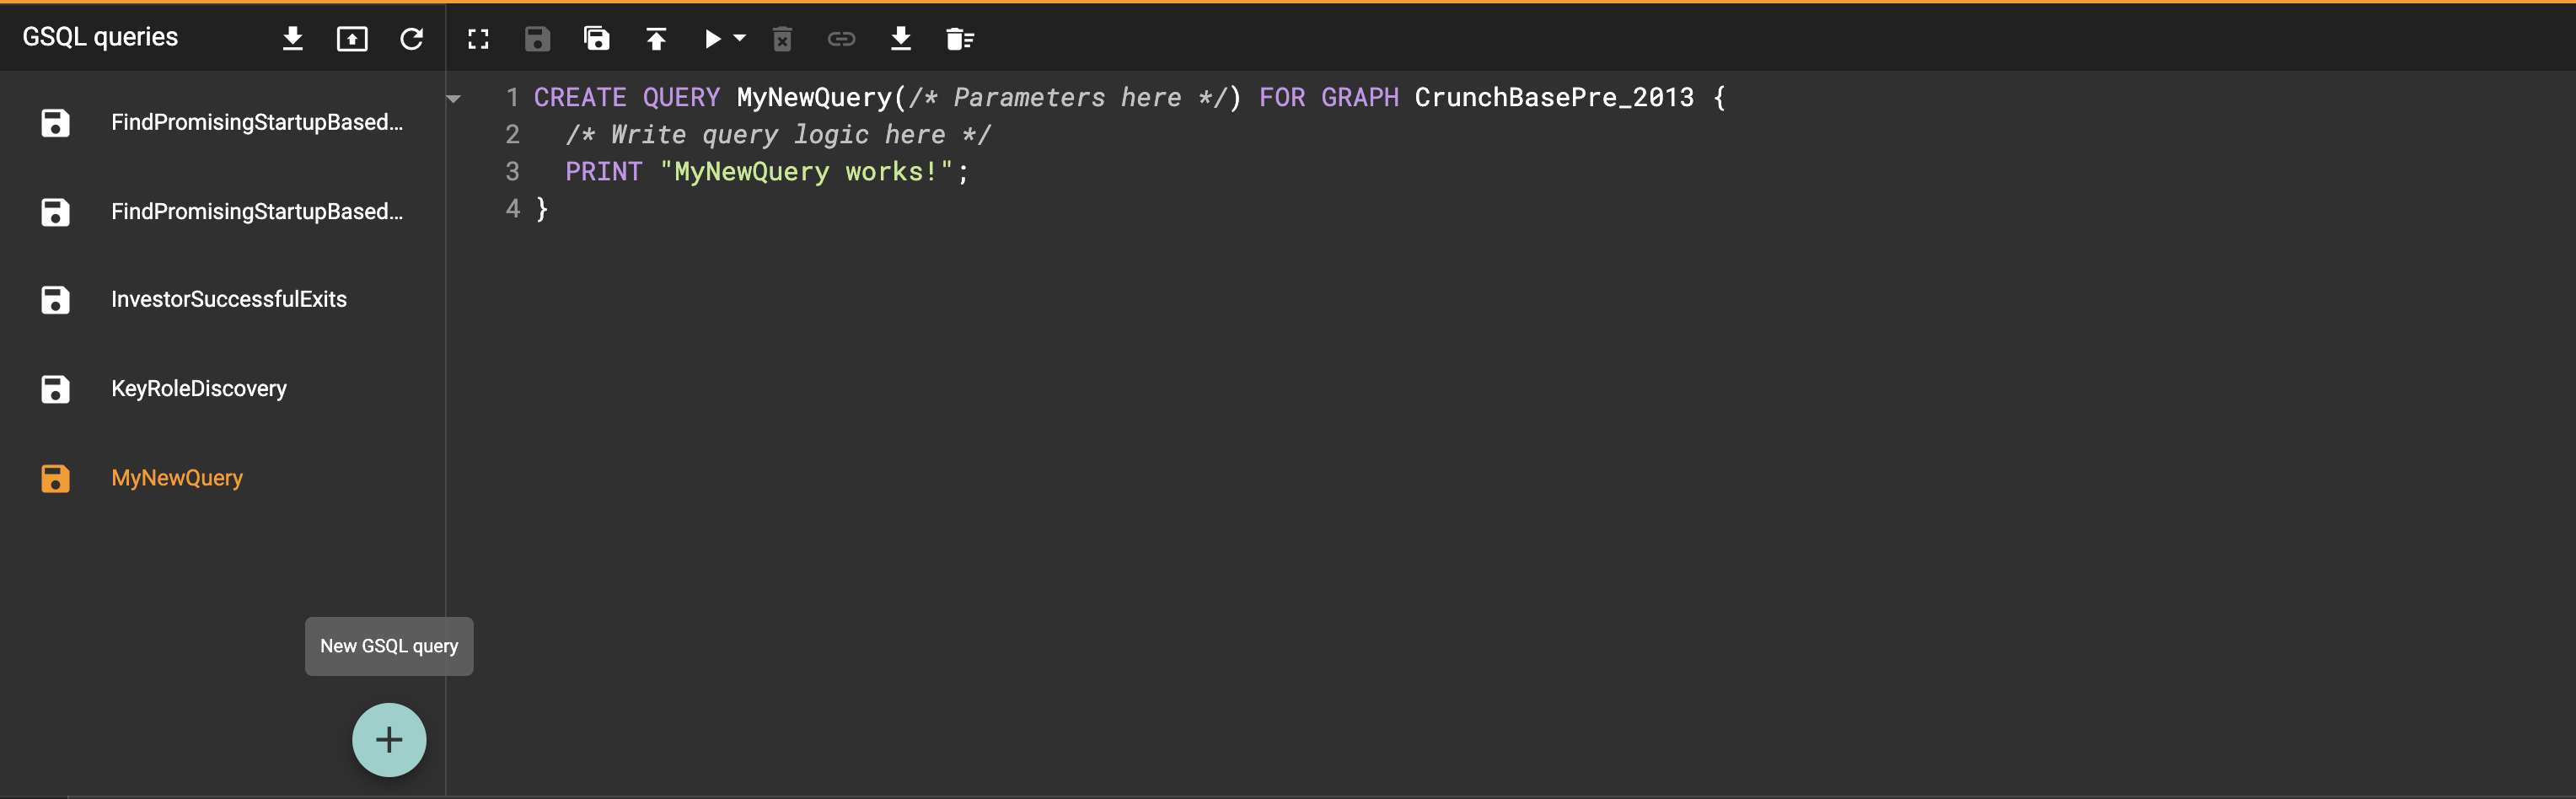 GSQL queries
FindPromisingStartupBased...
FindPromisingStartupBased...
InvestorSuccessfulExits
KeyRoleDiscovery
MyNewQuery
New GSQL query
+
1 CREATE QUERY MyNewQuery(/* Parameters here */) FOR GRAPH CrunchBasePre_2013 {
2   /* Write query logic here */
3   PRINT "MyNewQuery works!";
4 }